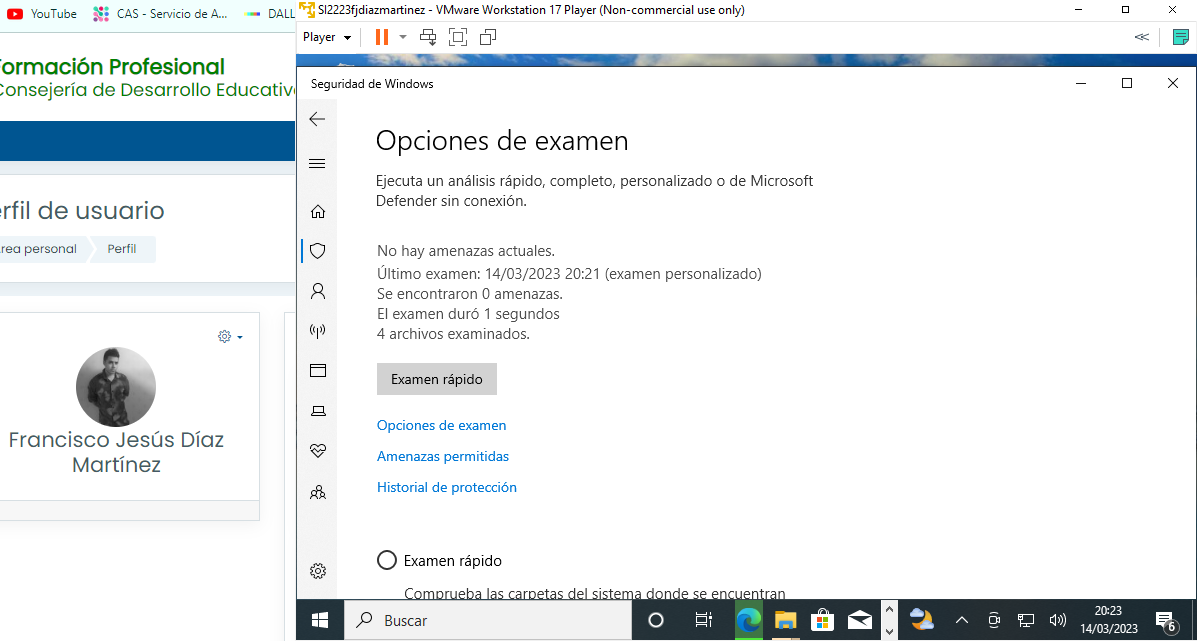 YouTube
CAS - Servicio de A...
DALL
ormación Profesional
Consejería de Desarrollo Educativ
rfil de usuario
rea personal
Perfil
Francisco Jesús Díaz
Martínez
SI2223fjdiazmartinez - VMware Workstation 17 Player (Non-commercial use only)
Player
Seguridad de Windows
Opciones de examen
Ejecuta un análisis rápido, completo, personalizado o de Microsoft
Defender sin conexión.
No hay amenazas actuales.
Último examen: 14/03/2023 20:21 (examen personalizado)
Se encontraron 0 amenazas.
El examen duró 1 segundos
4 archivos examinados.
Examen rápido
Opciones de examen
Amenazas permitidas
Historial de protección
Examen rápido
Comprueba las carpetas del sistema donde se encuentran
Buscar
20:23
14/03/2023
6